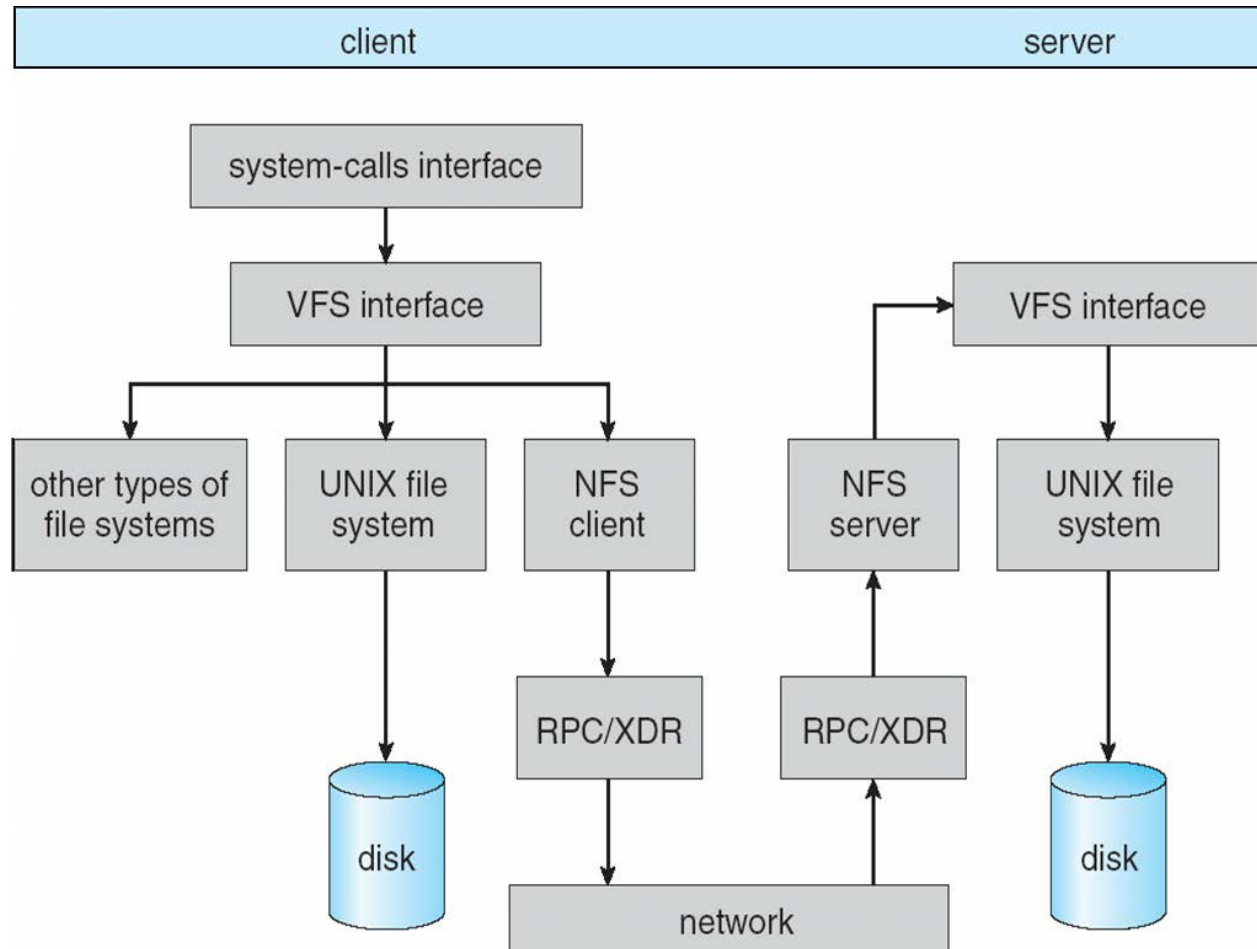 client
server
system-calls interface
VFS interface
VFS interface
other types of
file systems
UNIX file
system
NFS
client
NFS
server
UNIX file
system
RPC/XDR
RPC/XDR
disk
disk
network